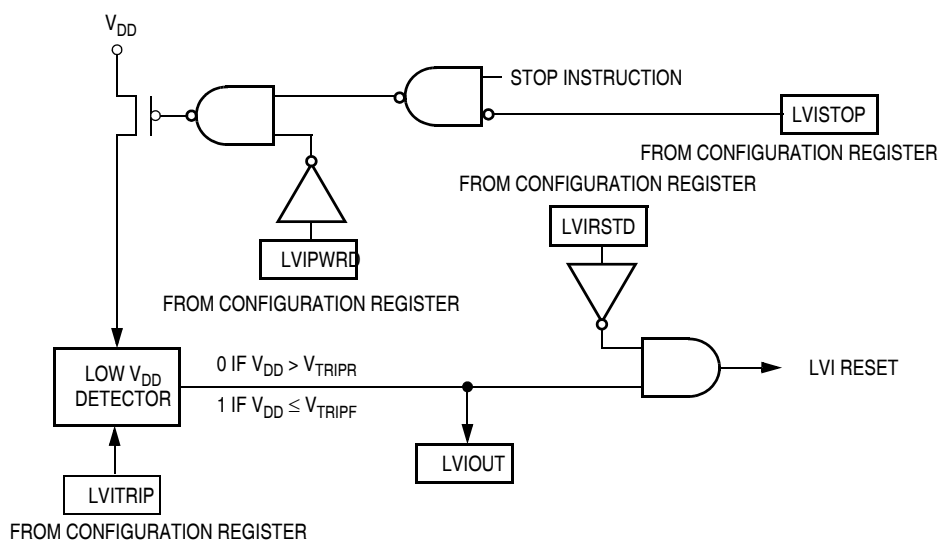 VDD
STOP INSTRUCTION
LVISTOP
FROM CONFIGURATION REGISTER
FROM CONFIGURATION REGISTER
LVIRSTD
LVIPWRD
FROM CONFIGURATION REGISTER
0 IF VDD > VTRIPR
LOW VDD
DETECTOR
LVI RESET
1 IF VDD ≤ VTRIPF
LVIOUT
LVITRIP
FROM CONFIGURATION REGISTER